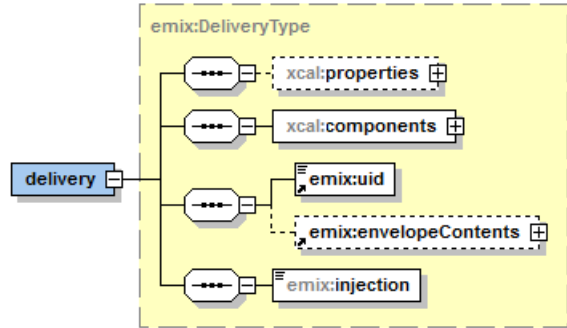 emix:DeliveryType
xcal:properties
xcal:components
delivery
emix:uid
emix:envelopeContents
emix:injection